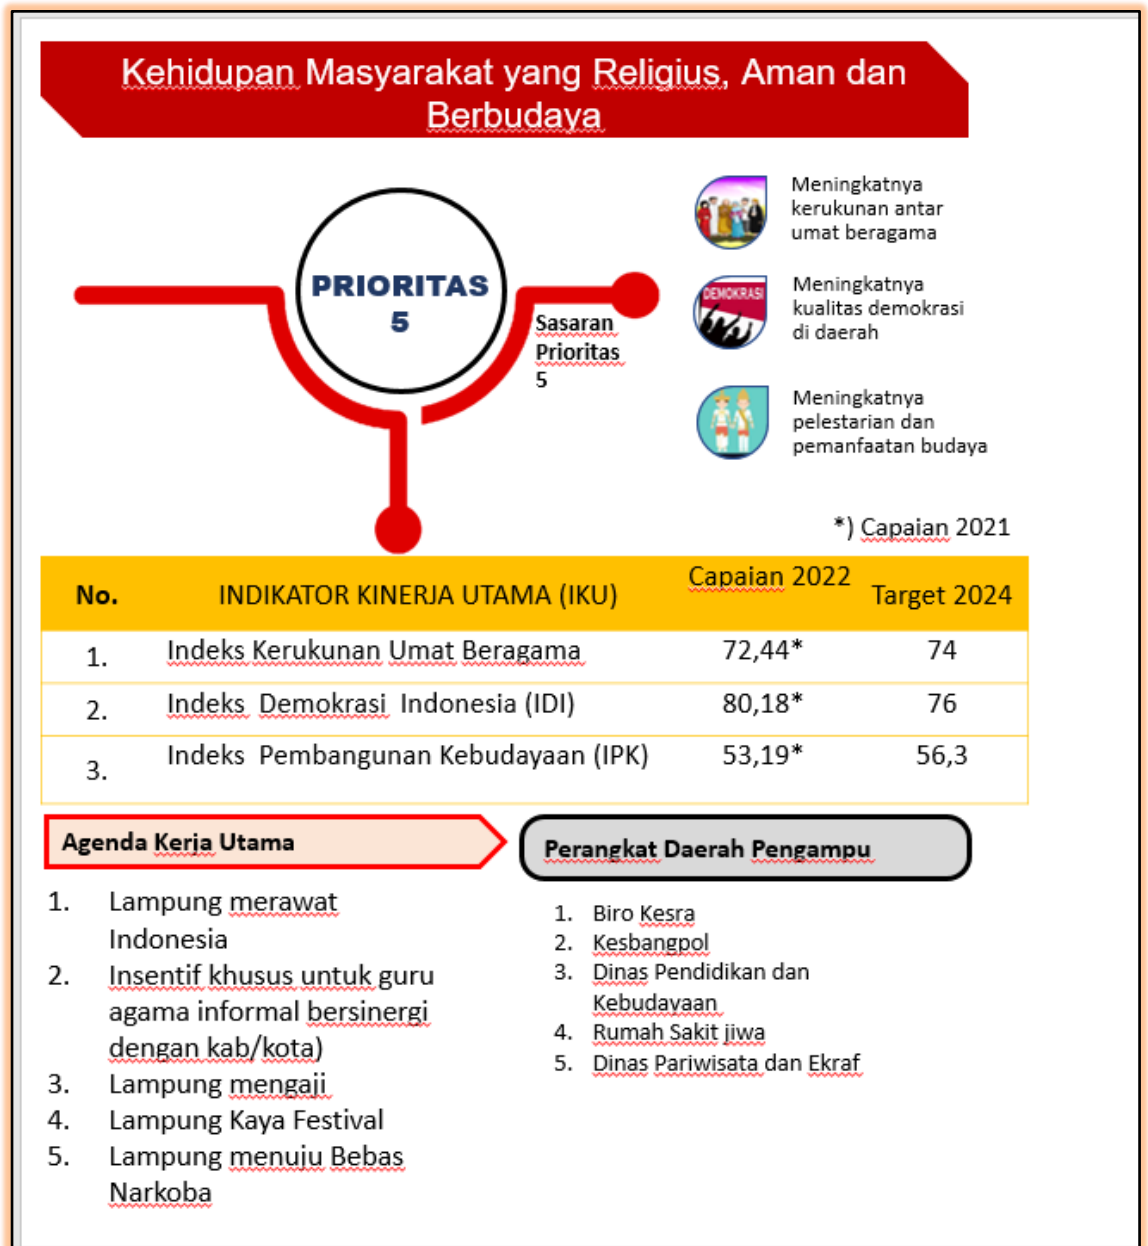 Kehidupan Masyarakat yang Religius, Aman dan
Berbudaya
PRIORITAS
5
Sasaran
Prioritas
5
Meningkatnya
kerukunan antar
umat beragama
DEMOKRASI
Meningkatnya
kualitas demokrasi
di daerah
Meningkatnya
pelestarian dan
pemanfaatan budaya
*) Capaian 2021
No. INDIKATOR KINERJA UTAMA (IKU) Capaian 2022 Target 2024
1. Indeks Kerukunan Umat Beragama 72,44* 74
2. Indeks Demokrasi Indonesia (IDI) 80,18* 76
3. Indeks Pembangunan Kebudayaan (IPK) 53,19* 56,3
Agenda Kerja Utama
1. Lampung merawat
Indonesia
2. Insentif khusus untuk guru
agama informal bersinergi
dengan kab/kota)
3. Lampung mengaji
4. Lampung Kaya Festival
5. Lampung menuju Bebas
Narkoba
Perangkat Daerah Pengampu
1. Biro Kesra
2. Kesbangpol
3. Dinas Pendidikan dan
Kebudayaan
4. Rumah Sakit jiwa
5. Dinas Pariwisata dan Ekraf